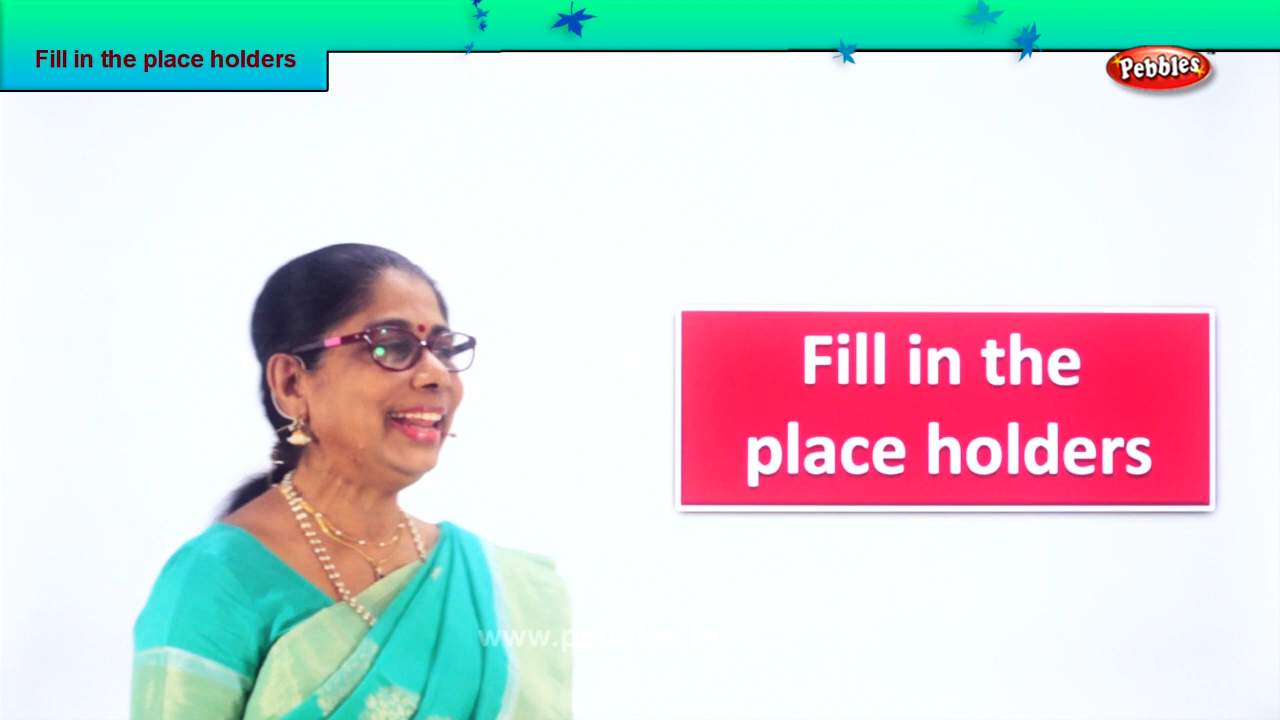 Fill in the place holders
Pebbles
Fill in the
place holders